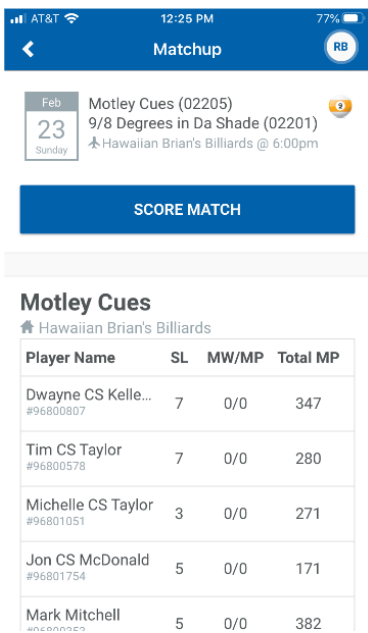 AT&T 12:25 PM 77%
Matchup
RB
Feb
23
Sunday
Motley Cues (02205)
9/8 Degrees in Da Shade (02201)
Hawaiian Brian's Billiards @ 6:00pm
9
SCORE MATCH
Motley Cues
Hawaiian Brian's Billiards
Player Name SL MW/MP Total MP
Dwayne CS Kelle... 7 0/0 347
#96800807
Tim CS Taylor 7 0/0 280
#96800578
Michelle CS Taylor 3 0/0 271
#96801051
Jon CS McDonald 5 0/0 171
#96801754
Mark Mitchell 5 0/0 382